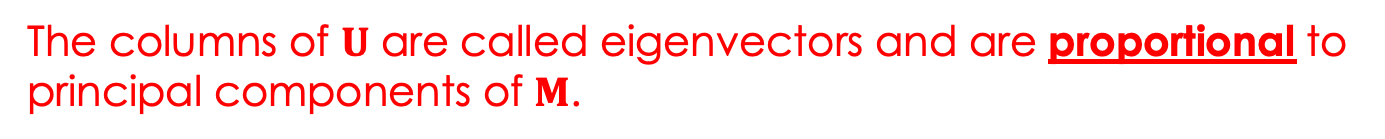 The columns of U are called eigenvectors and are proportional to
principal components of M.